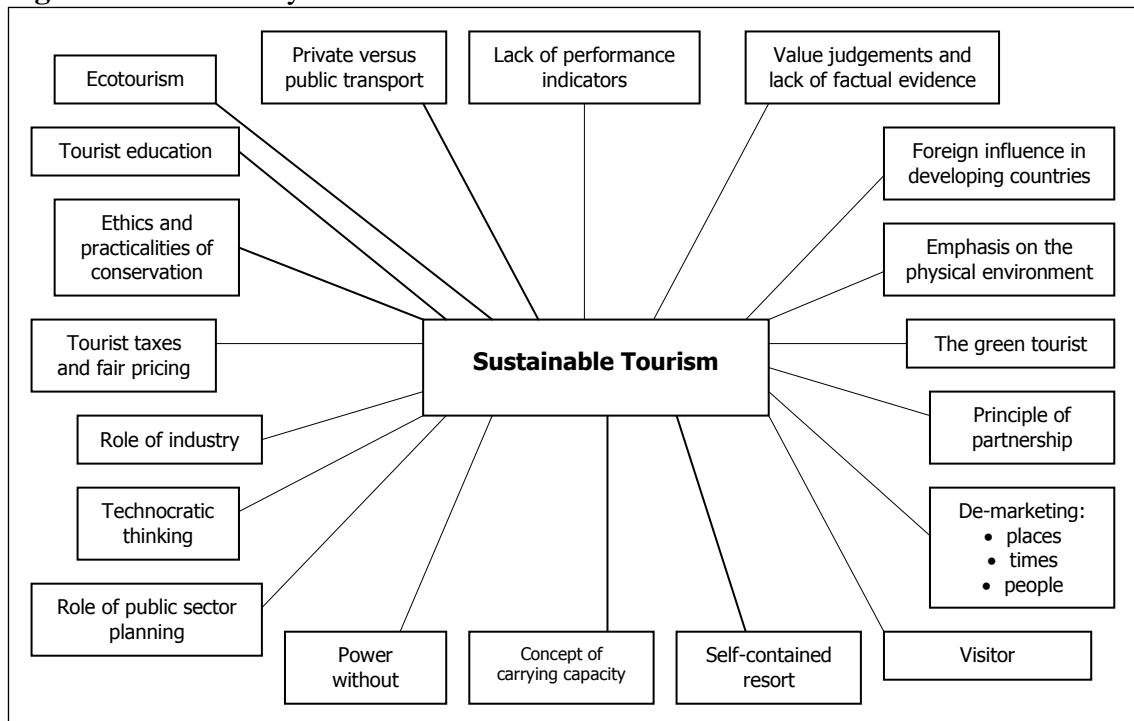 Ecotourism
Private versus
public transport
Lack of performance
indicators
Value judgements and
lack of factual evidence
Tourist education
Foreign influence in
developing countries
Ethics and
practicalities of
conservation
Emphasis on the
physical environment
Tourist taxes
and fair pricing
Sustainable Tourism
The green tourist
Role of industry
Principle of
partnership
Technocratic
thinking
De-marketing:
• places
• times
• people
Role of public sector
planning
Power
without
Concept of
carrying capacity
Self-contained
resort
Visitor